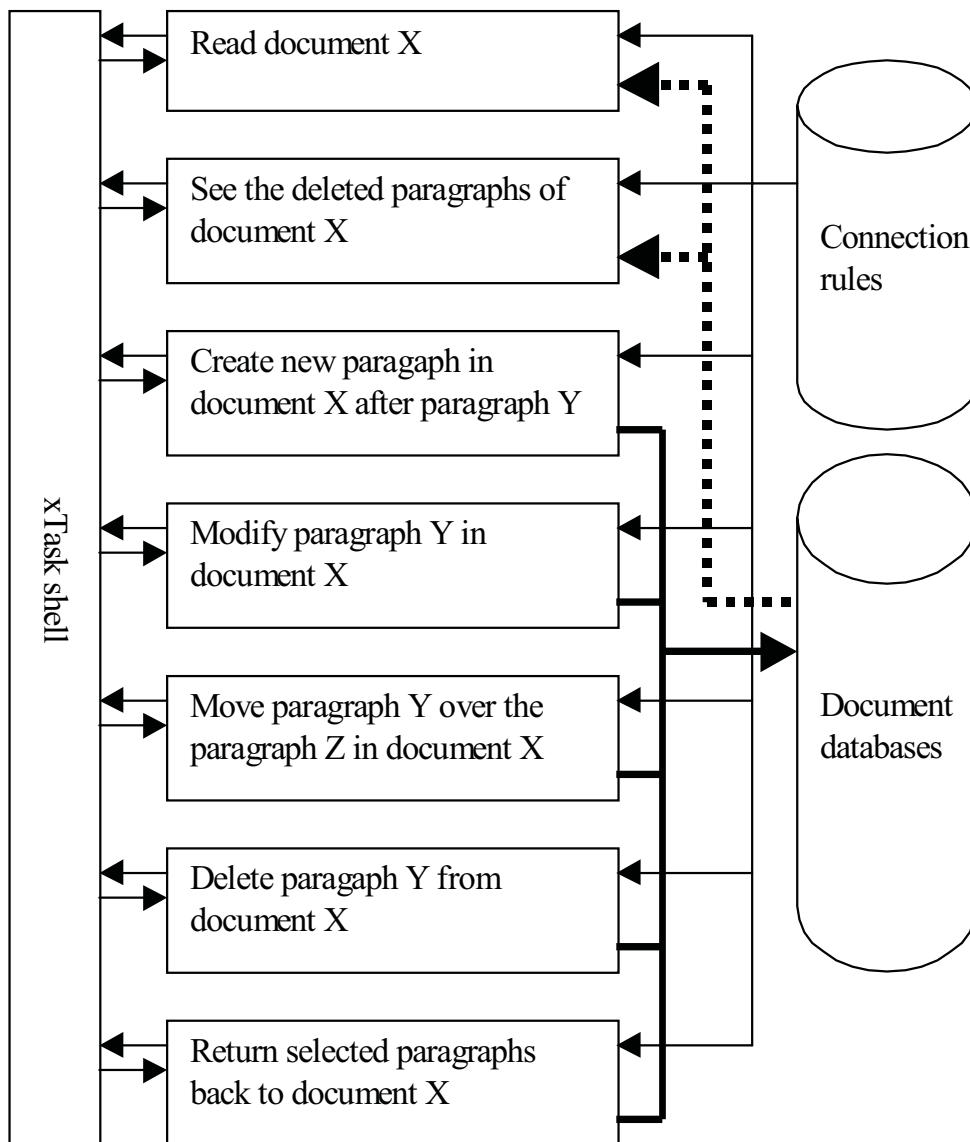 xTask shell
Read document X
See the deleted paragraphs of
document X
Create new paragaph in
document X after paragraph Y
Modify paragraph Y in
document X
Move paragraph Y over the
paragraph Z in document X
Delete paragaph Y from
document X
Return selected paragraphs
back to document X
Connection
rules
Document
databases